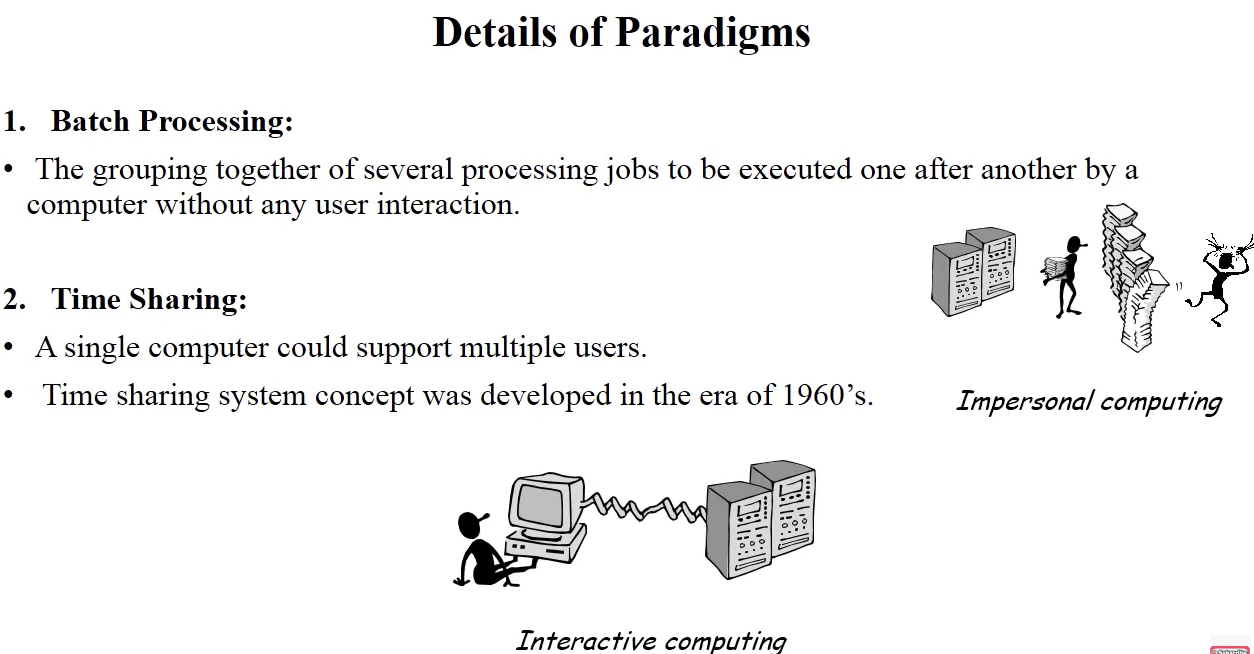 Details of Paradigms
1. Batch Processing:
• The grouping together of several processing jobs to be executed one after another by a
computer without any user interaction.
2. Time Sharing:
• A single computer could support multiple users.
• Time sharing system concept was developed in the era of 1960’s.
Impersonal computing
Interactive computing
Subscribe